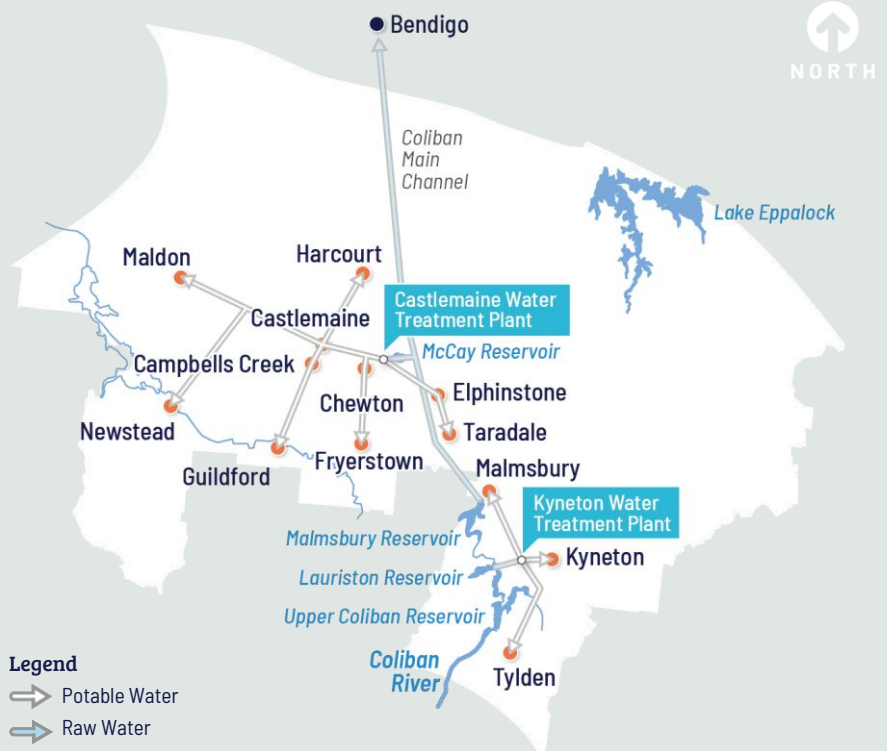 Bendigo
NORTH
Coliban
Main
Channel
Lake Eppalock
Maldon
Harcourt
Castlemaine Water
Treatment Plant
Castlemaine
McCay Reservoir
Campbells Creek
Elphinstone
Chewton
Newstead
Taradale
Fryerstown
Guildford
Malmsbury
Kyneton Water
Treatment Plant
Malmsbury Reservoir
Kyneton
Lauriston Reservoir
Upper Coliban Reservoir
Coliban
River
Tylden
Legend
Potable Water
Raw Water